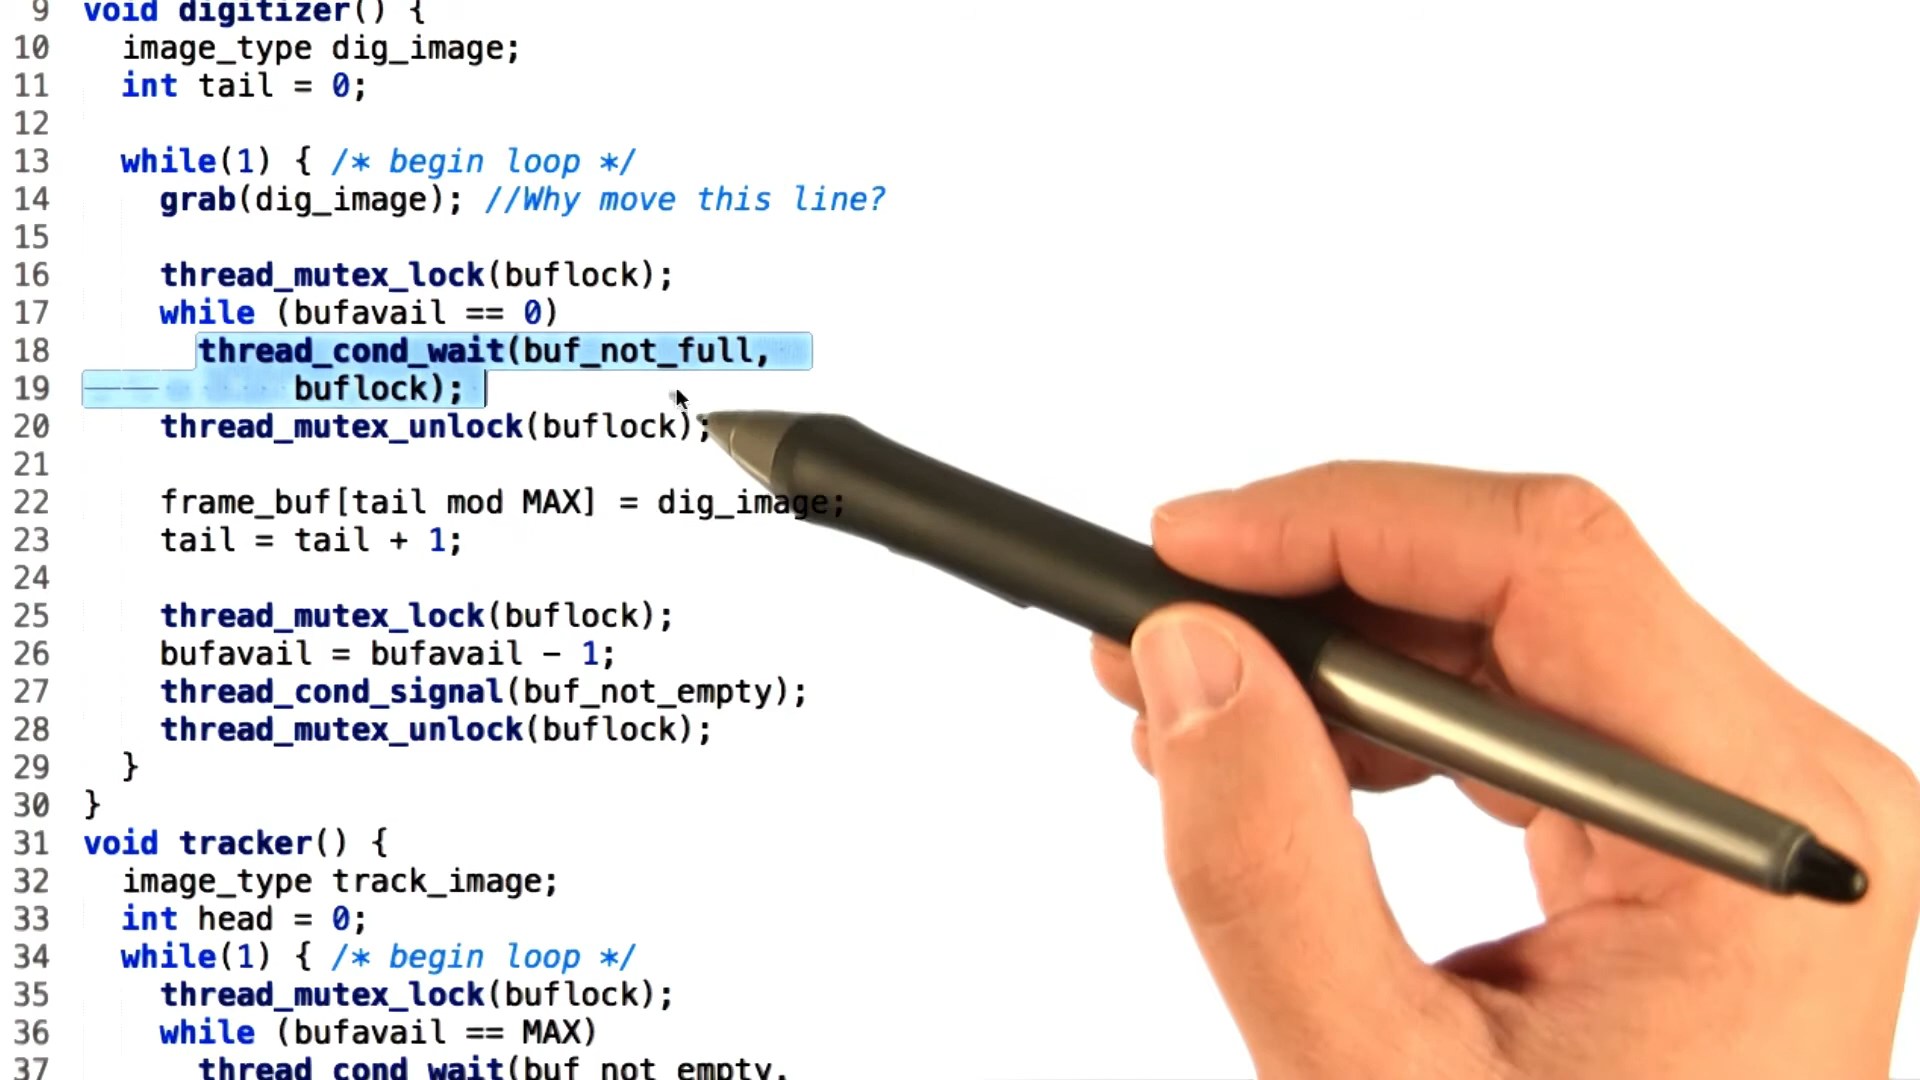 9 void digitizer() {
10 image_type dig_image;
11 int tail = 0;
12
13 while(1) { /* begin loop */
14 grab(dig_image); //Why move this line?
15
16 thread_mutex_lock(buflock);
17 while (bufavail == 0)
18 thread_cond_wait(buf_not_full,
19 buflock);
20 thread_mutex_unlock(buflock);
21
22 frame_buf[tail mod MAX] = dig_image;
23 tail = tail + 1;
24
25 thread_mutex_lock(buflock);
26 bufavail = bufavail - 1;
27 thread_cond_signal(buf_not_empty);
28 thread_mutex_unlock(buflock);
29 }
30 }
31 void tracker() {
32 image_type track_image;
33 int head = 0;
34 while(1) { /* begin loop */
35 thread_mutex_lock(buflock);
36 while (bufavail == MAX)
37 thread_cond_wait(buf_not_empty,